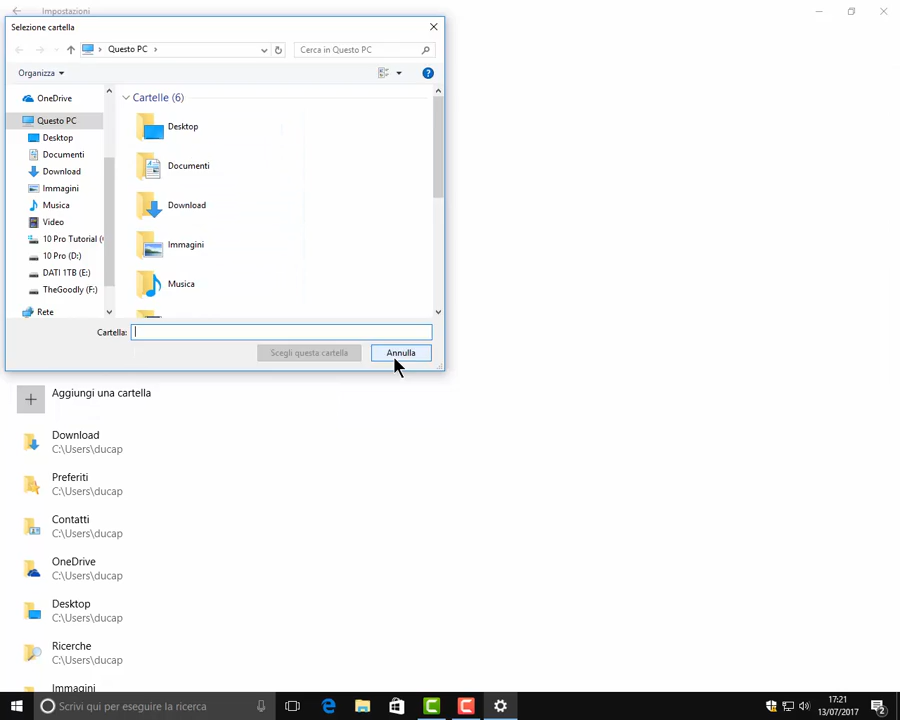 Impostazioni
Selezione cartella
Questo PC
Cerca in Questo PC
Organizza
OneDrive
Questo PC
Desktop
Documenti
Download
Immagini
Musica
Video
10 Pro Tutorial (
10 Pro (D:)
DATI 1TB (E:)
TheGoodly (F:)
Rete
Cartelle (6)
Desktop
Documenti
Download
Immagini
Musica
Cartella:
Scegli questa cartella
Annulla
Aggiungi una cartella
Download
C:\Users\ducap
Preferiti
C:\Users\ducap
Contatti
C:\Users\ducap
OneDrive
C:\Users\ducap
Desktop
C:\Users\ducap
Ricerche
C:\Users\ducap
Immagini
Scrivi qui per eseguire la ricerca
17:21
13/07/2017
2